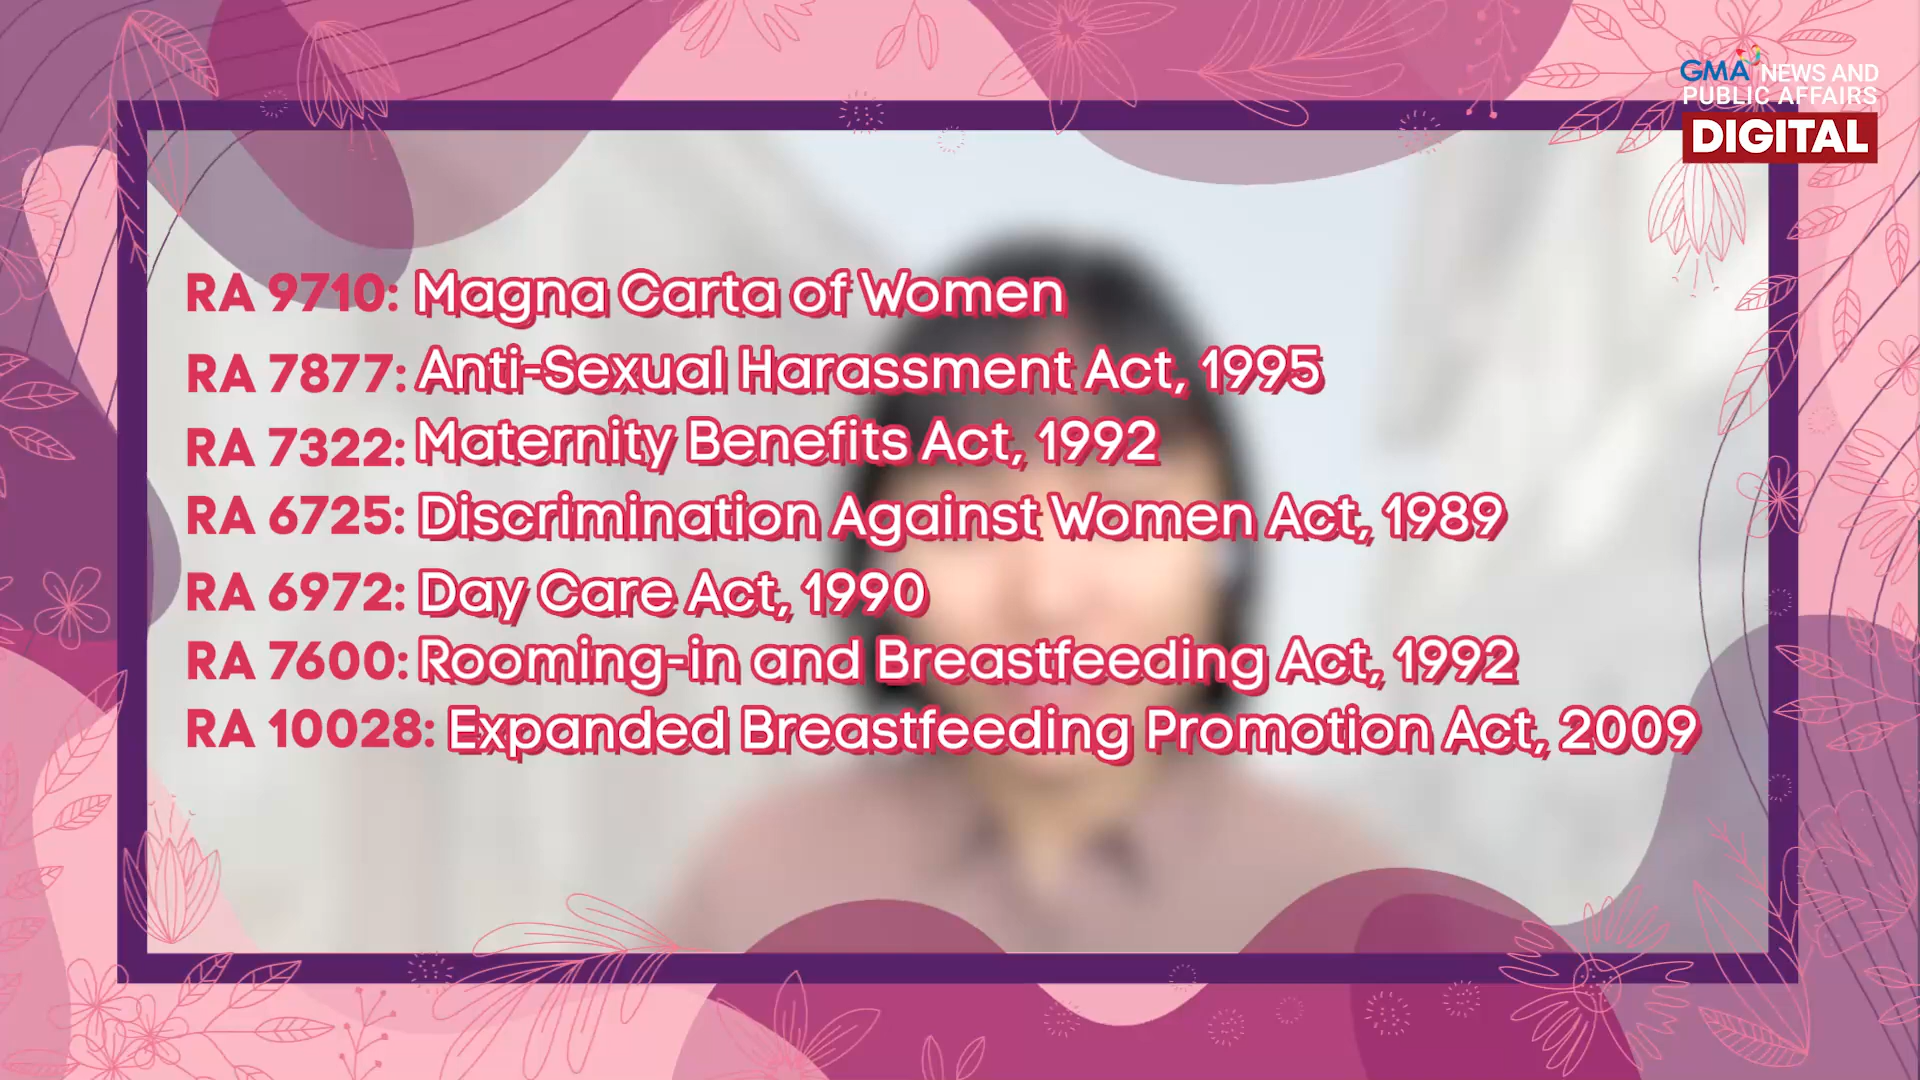 GMA NEWS AND
PUBLIC AFFAIRS
DIGITAL
RA 9710: Magna Carta of Women
RA 7877: Anti-Sexual Harassment Act, 1995
RA 7322: Maternity Benefits Act, 1992
RA 6725: Discrimination Against Women Act, 1989
RA 6972: Day Care Act, 1990
RA 7600: Rooming-in and Breastfeeding Act, 1992
RA 10028: Expanded Breastfeeding Promotion Act, 2009